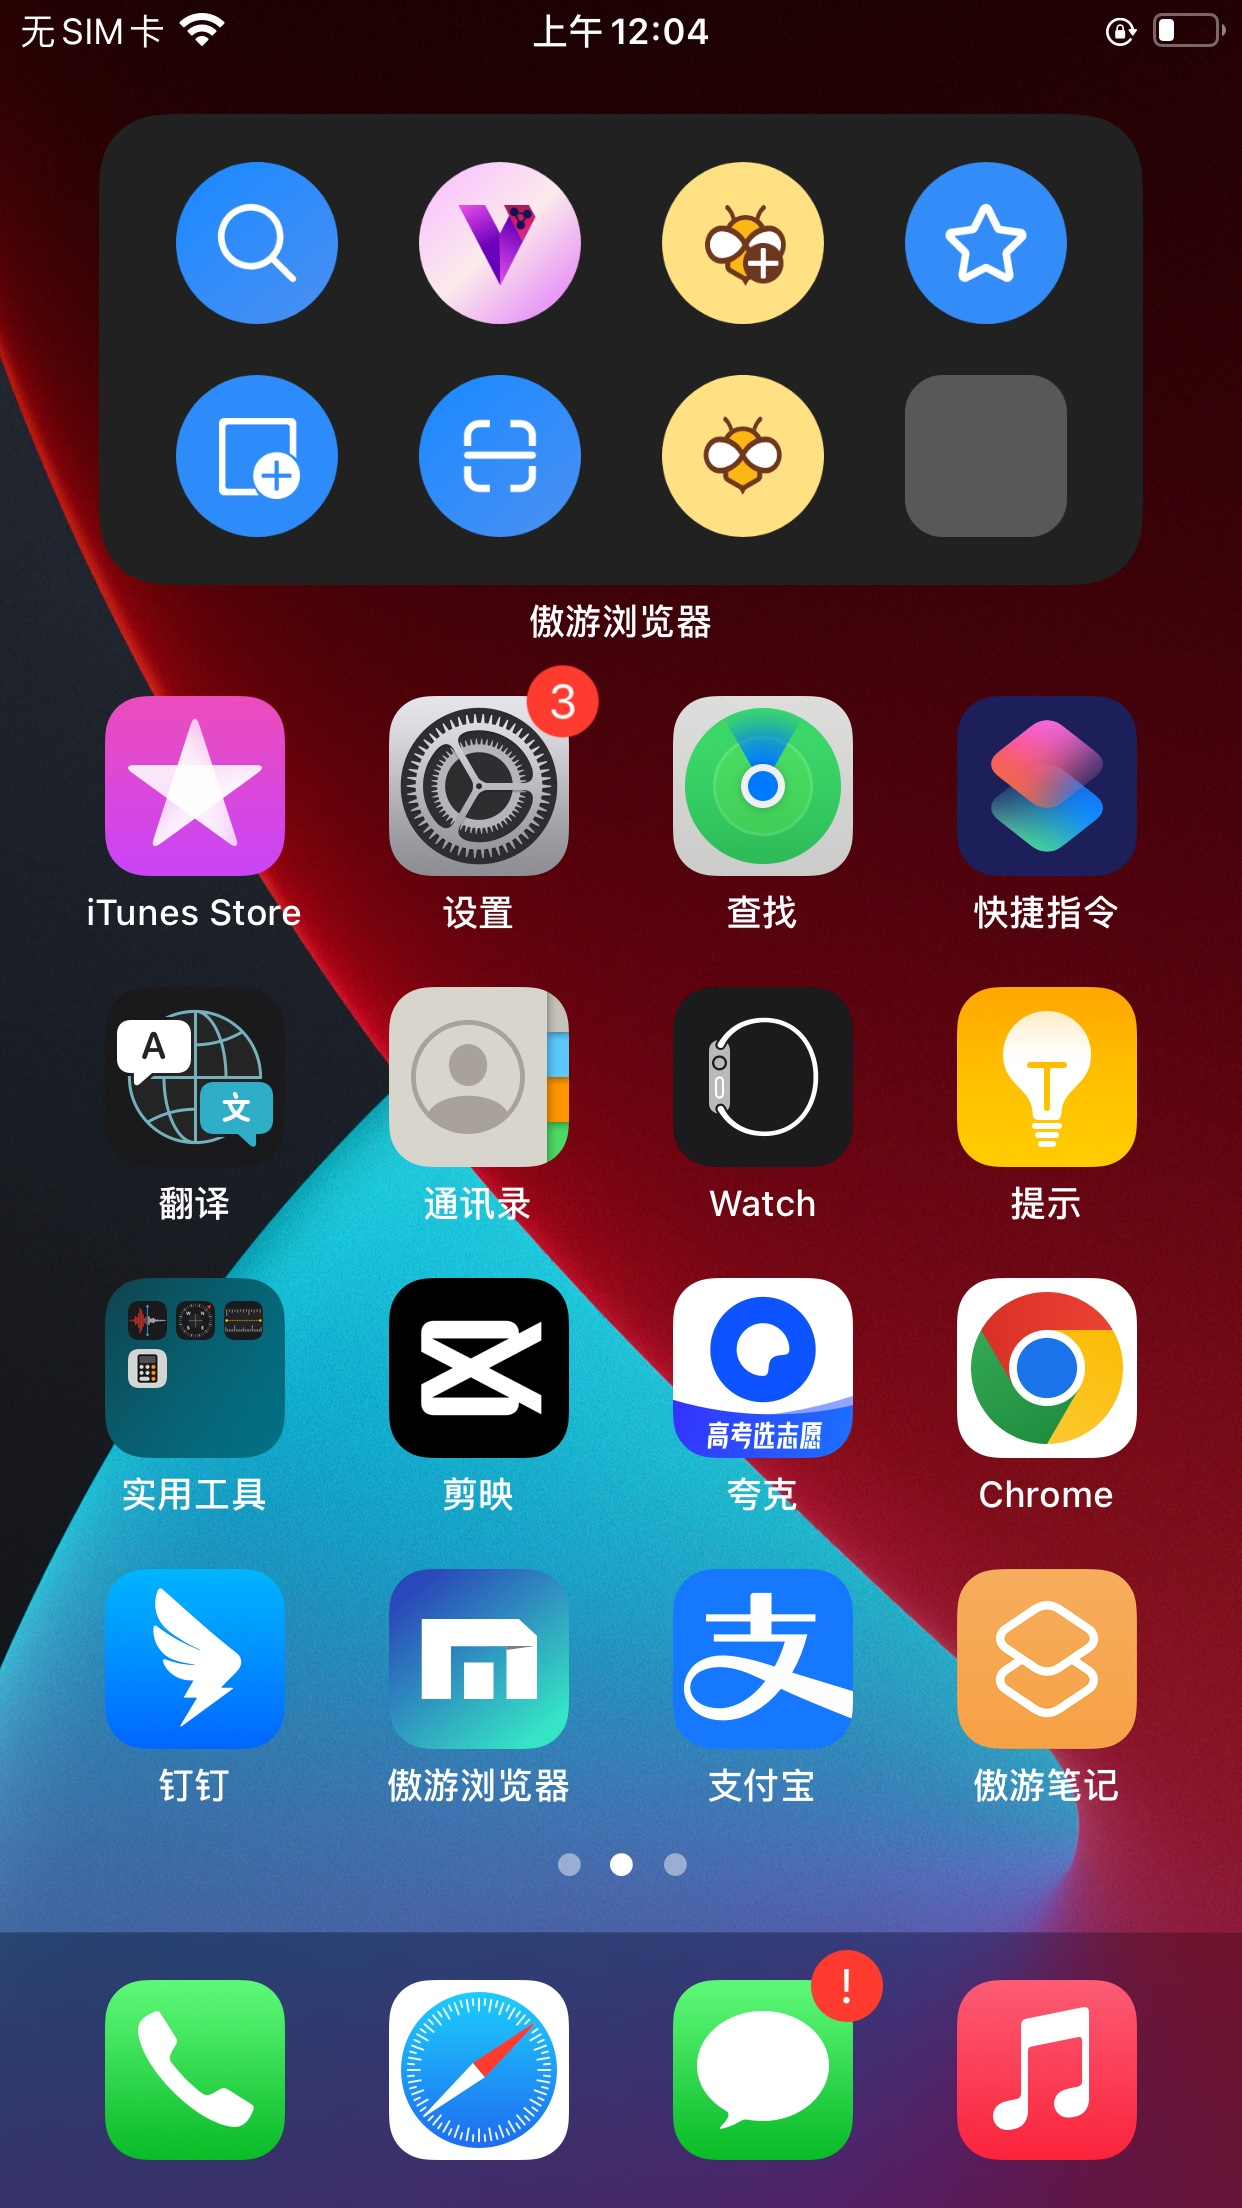 无SIM卡 上午12:04
傲游浏览器
3
iTunes Store 设置 查找 快捷指令
A 文
翻译 通讯录 Watch 提示
高考选志愿
实用工具 剪映 夸克 Chrome
支
钉钉 傲游浏览器 支付宝 傲游笔记
!